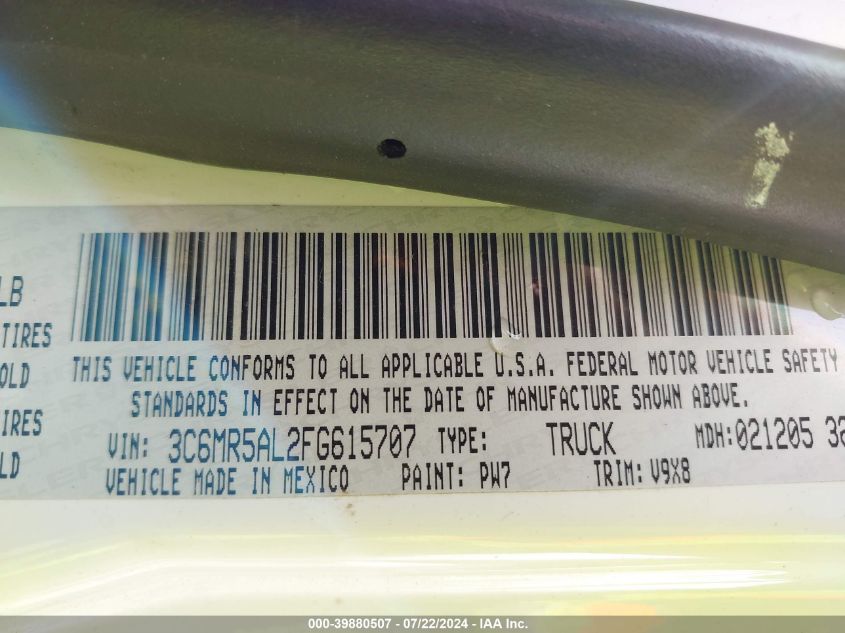 LB
TIRES
OLD
IRES
LD
THIS VEHICLE CONFORMS TO ALL APPLICABLE U.S.A. FEDERAL MOTOR VEHICLE SAFETY
STANDARDS IN EFFECT ON THE DATE OF MANUFACTURE SHOWN ABOVE.
VIN: 3C6MR5AL2FG615707 TYPE: TRUCK MDH:021205 32
VEHICLE MADE IN MEXICO PAINT: PW7 TRIM: V9X8
000-39880507 - 07/22/2024 - IAA Inc.